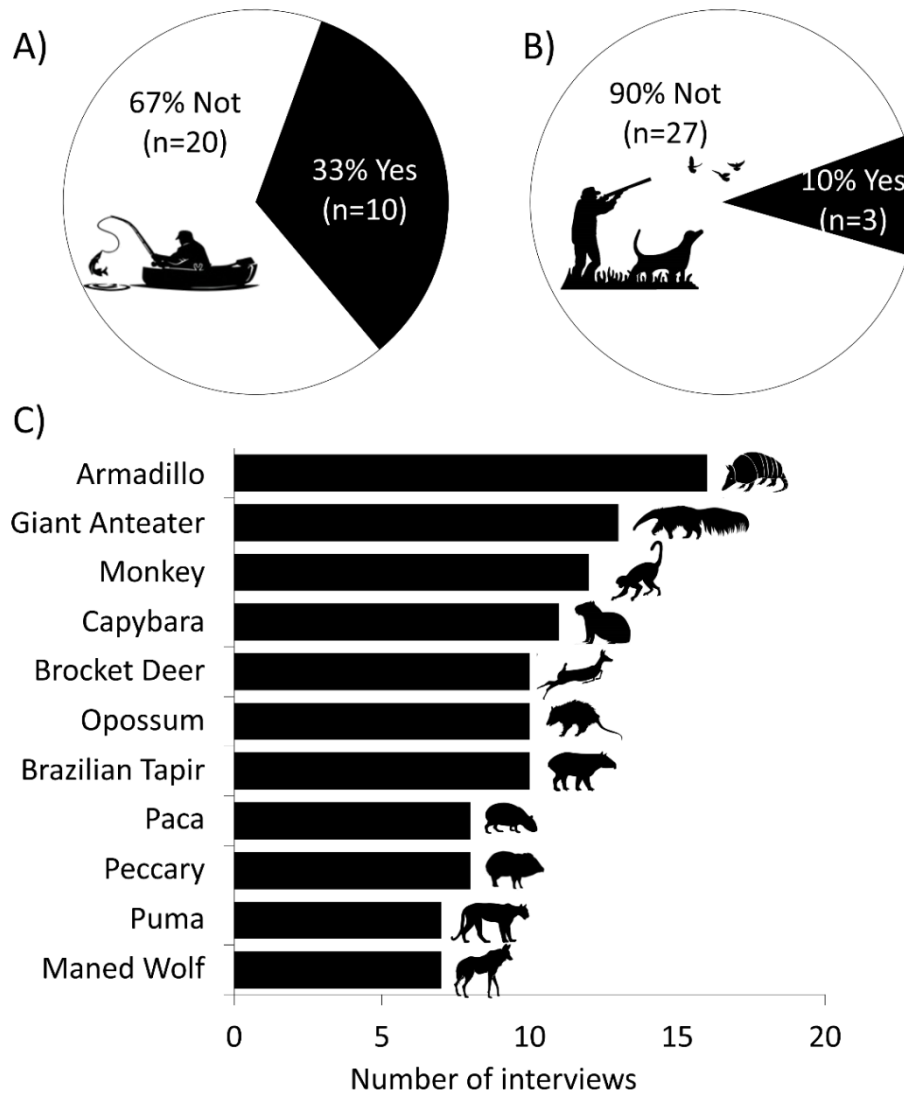 A)
67% Not
(n=20)
33% Yes
(n=10)
B)
90% Not
(n=27)
10% Yes
(n=3)
C)
Armadillo
Giant Anteater
Monkey
Capybara
Brocket Deer
Opossum
Brazilian Tapir
Paca
Peccary
Puma
Maned Wolf
0 5 10 15 20
Number of interviews